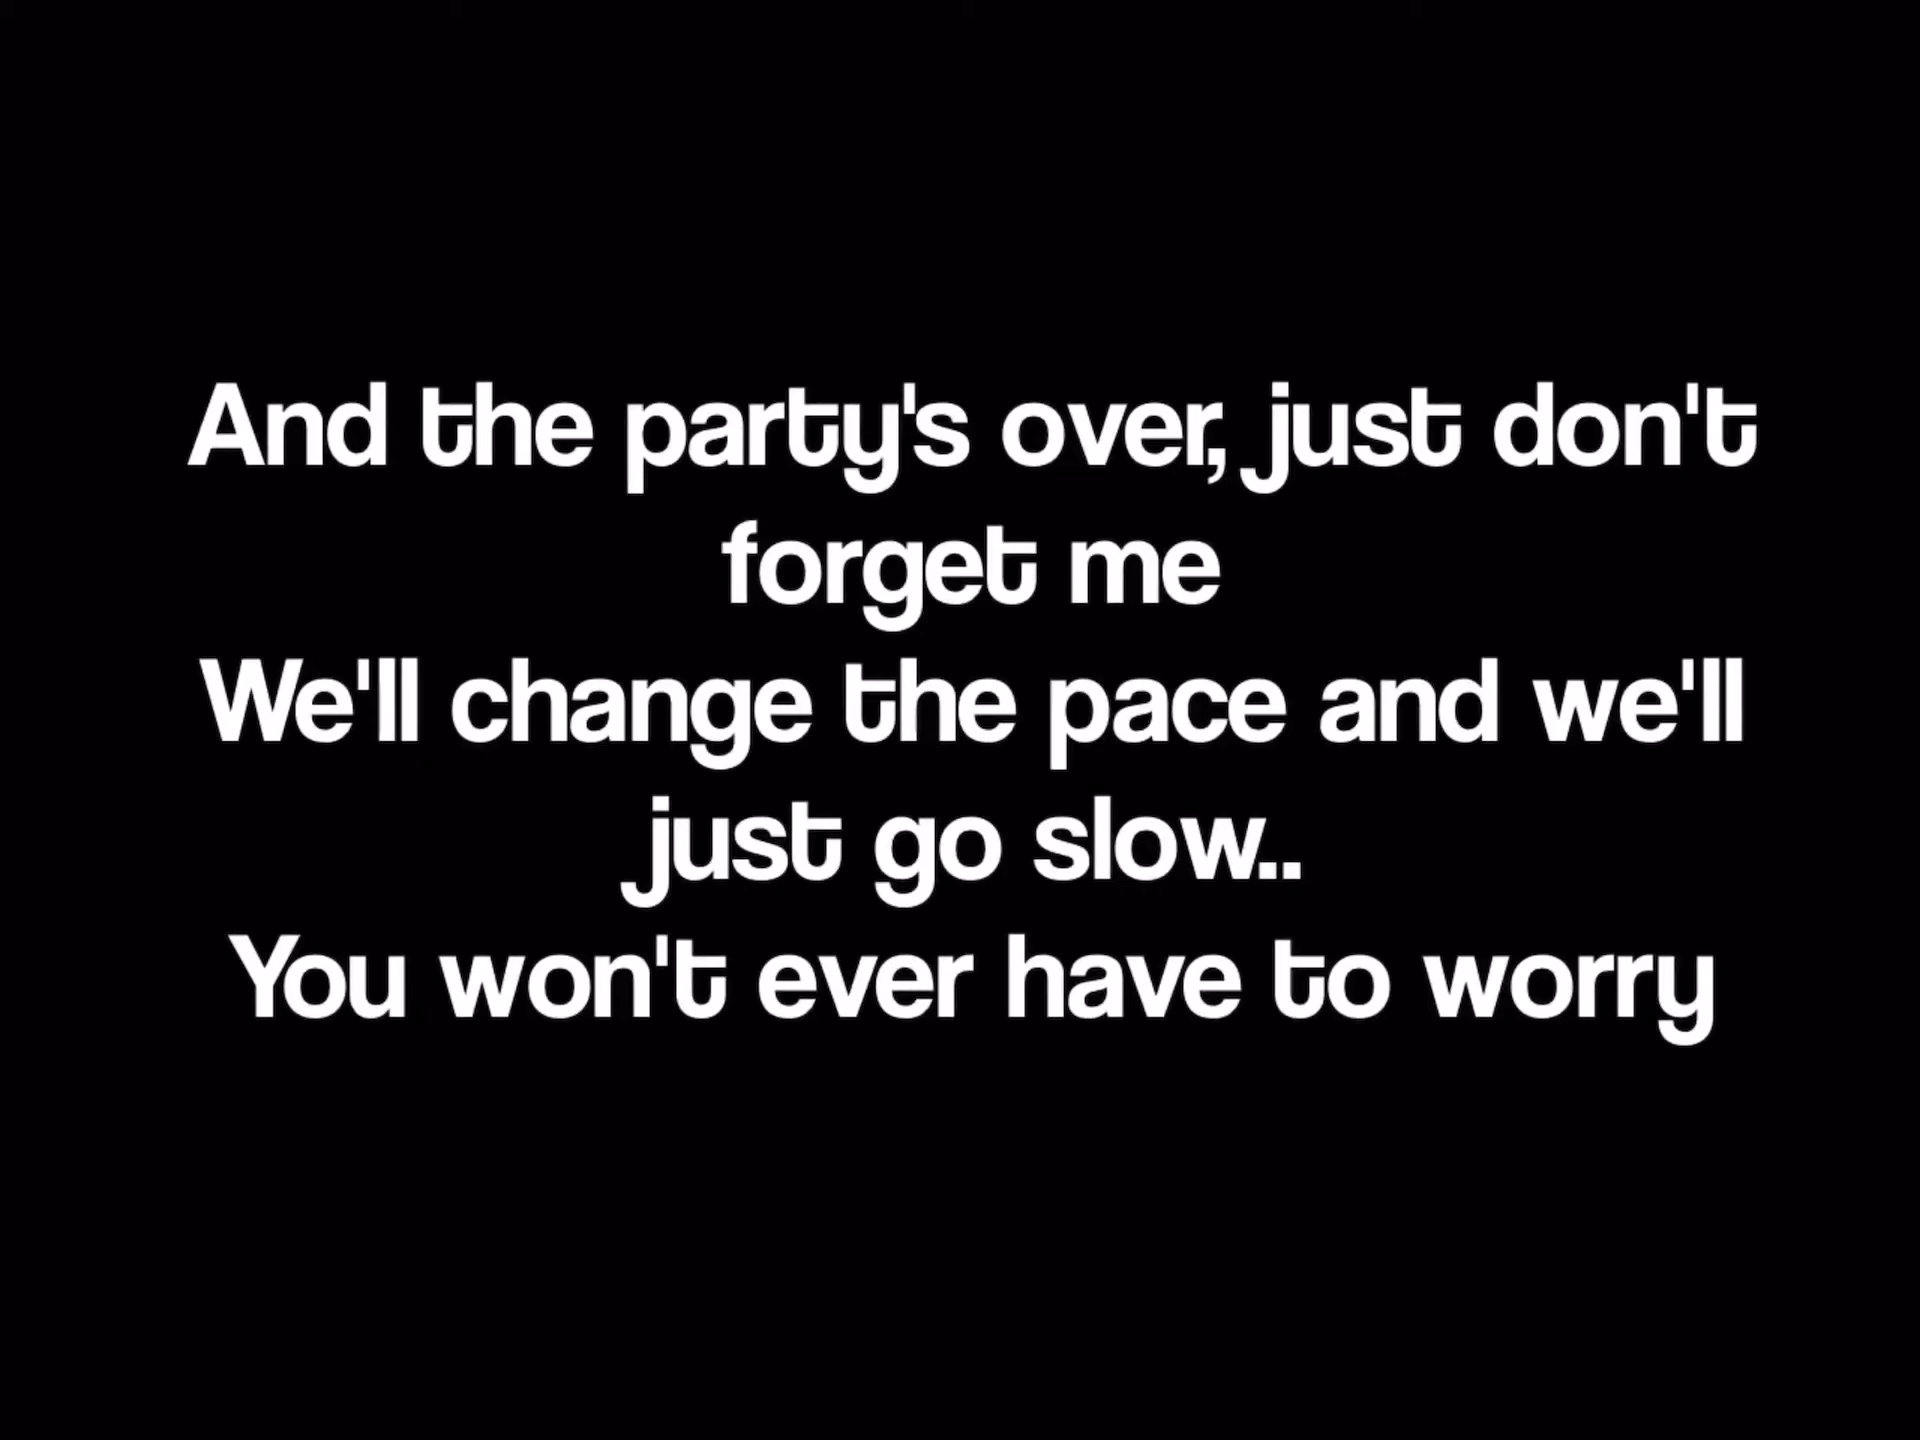 And the party's over, just don't
forget me
We'll change the pace and we'll
just go slow..
You won't ever have to worry